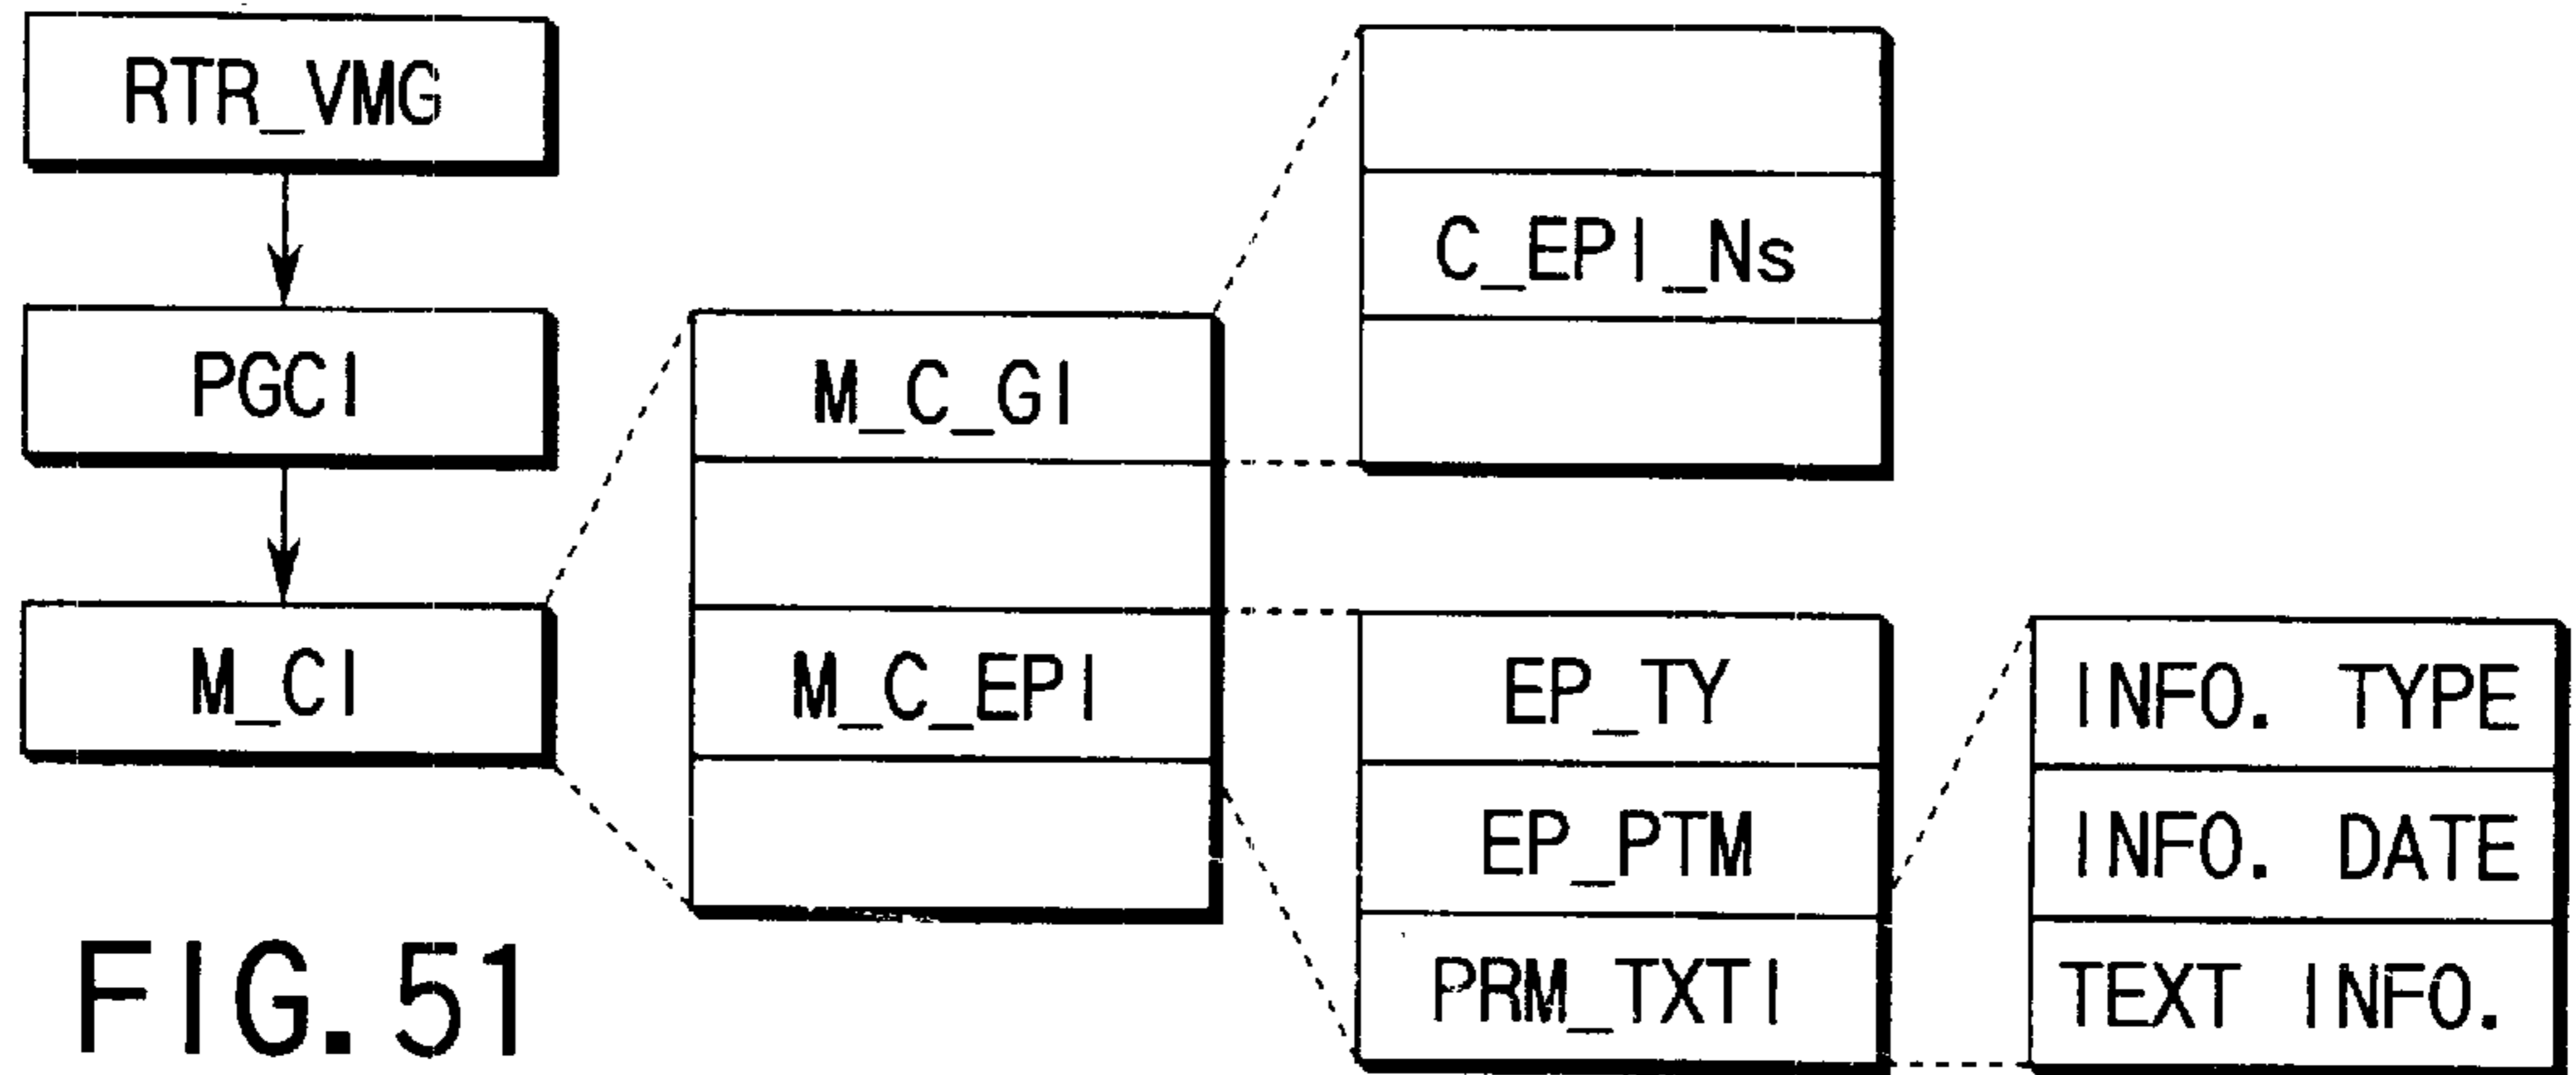 RTR_VMG
PGCI
M_CI
M_C_GI
M_C_EPI
C_EPI_Ns
EP_TY
EP_PTM
PRM_TXTI
INFO. TYPE
INFO. DATE
TEXT INFO.
FIG. 51